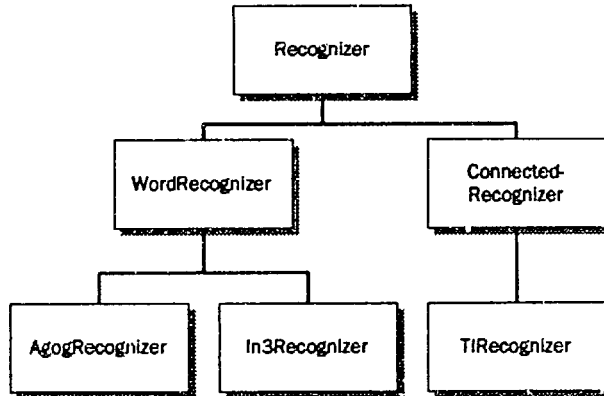 Recognizer
WordRecognizer
Connected-
Recognizer
AgogRecognizer
In3Recognizer
TIRecognizer